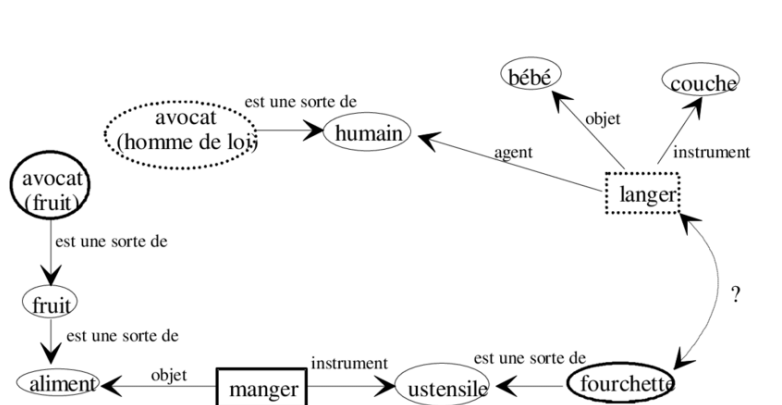 bébé
couche
est une sorte de
avocat
(homme de loi)
humain
objet
agent
instrument
avocat
(fruit)
langer
est une sorte de
?
fruit
est une sorte de
aliment
objet
manger
instrument
ustensile
est une sorte de
fourchette